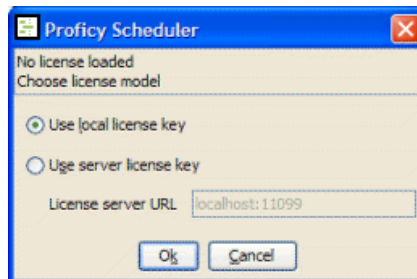 Proficy Scheduler
No license loaded
Choose license model
Use local license key
Use server license key
License server URL localhost:11099
Ok Cancel